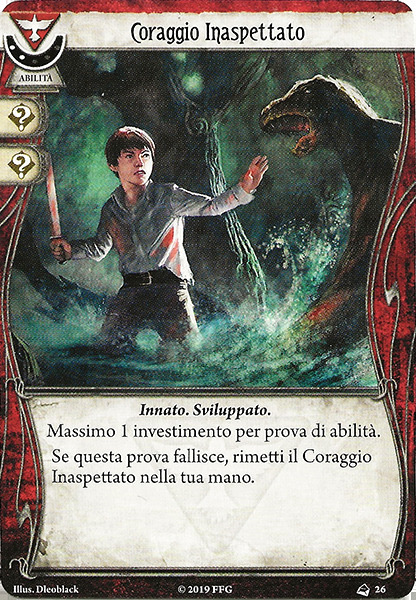 Coraggio Inaspettato
ABILITÀ
?
?
Innato. Sviluppato.
Massimo 1 investimento per prova di abilità.
Se questa prova fallisce, rimetti il Coraggio
Inaspettato nella tua mano.
Illus. Dleoblack
© 2019 FFG
26